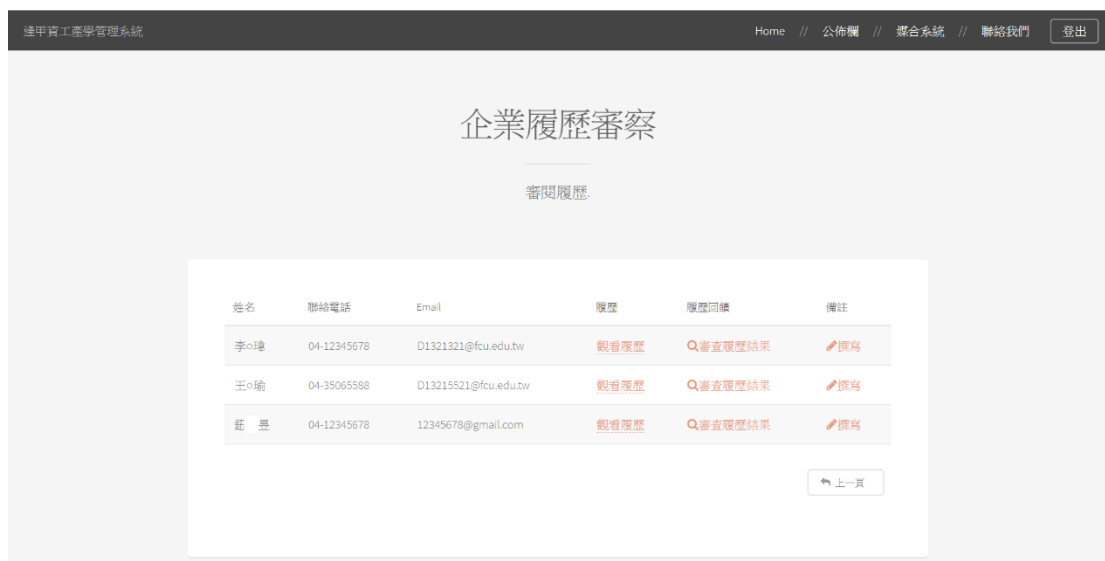 逢甲資工產學管理系統 Home // 公佈欄 // 媒合系統 // 聯絡我們 登出
企業履歷審察
審閱履歷.
姓名 聯絡電話 Email 履歷 履歷回饋 備註
李○瑋 04-12345678 D1321321@fcu.edu.tw 觀看履歷 審查履歷結果 撰寫
王○瑜 04-35065588 D13215521@fcu.edu.tw 觀看履歷 審查履歷結果 撰寫
昱 04-12345678 12345678@gmail.com 觀看履歷 審查履歷結果 撰寫
上一頁